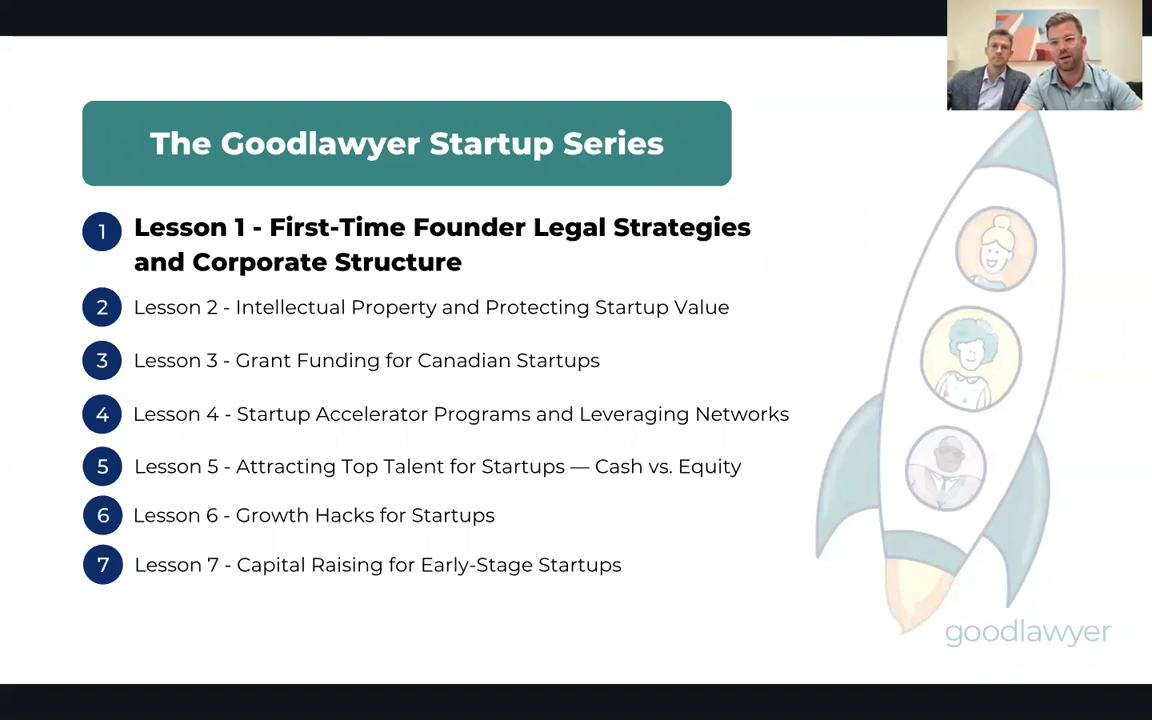 The Goodlawyer Startup Series
1
Lesson 1 - First-Time Founder Legal Strategies
and Corporate Structure
2
Lesson 2 - Intellectual Property and Protecting Startup Value
3
Lesson 3 - Grant Funding for Canadian Startups
4
Lesson 4 - Startup Accelerator Programs and Leveraging Networks
5
Lesson 5 - Attracting Top Talent for Startups — Cash vs. Equity
6
Lesson 6 - Growth Hacks for Startups
7
Lesson 7 - Capital Raising for Early-Stage Startups
goodlawyer